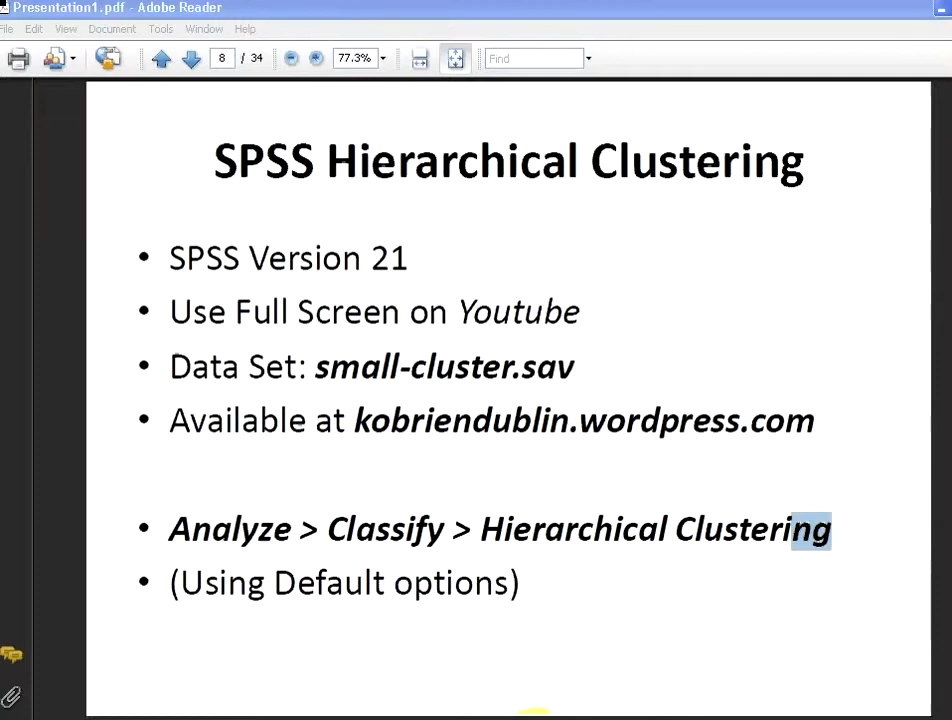 Presentation1.pdf - Adobe Reader
File Edit View Document Tools Window Help
8 / 34 77.3% Find
SPSS Hierarchical Clustering
• SPSS Version 21
• Use Full Screen on Youtube
• Data Set: small-cluster.sav
• Available at kobriendublin.wordpress.com
• Analyze > Classify > Hierarchical Clustering
• (Using Default options)